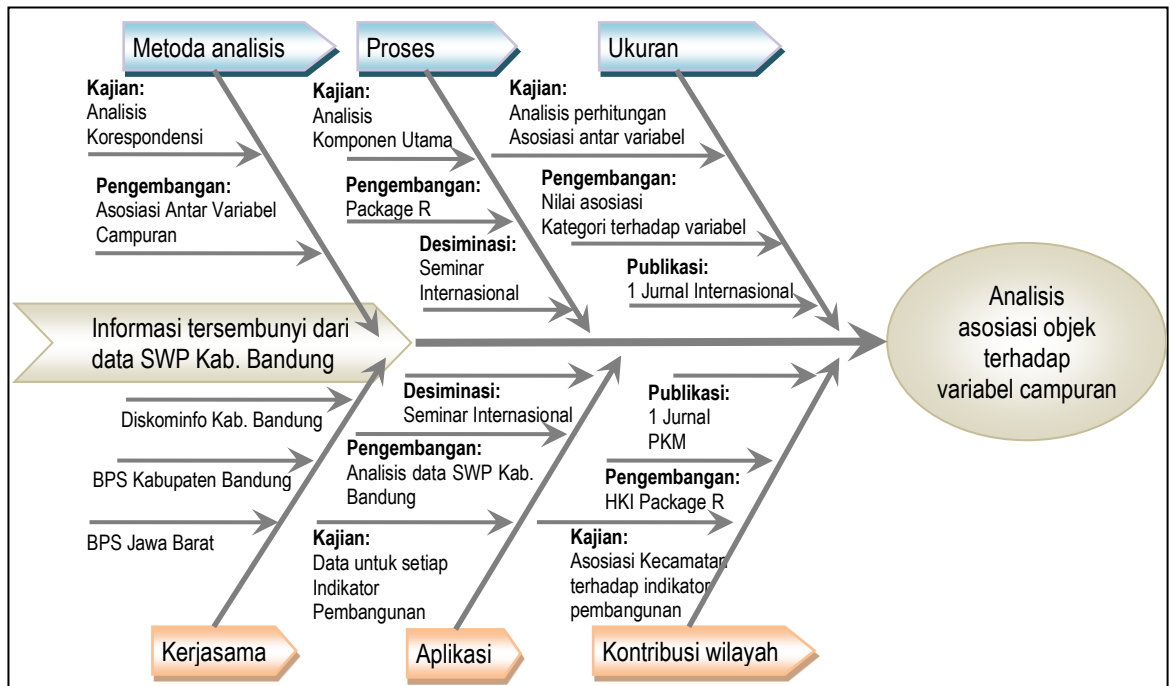 Metoda analisis
Kajian:
Analisis
Korespondensi
Pengembangan:
Asosiasi Antar Variabel
Campuran
Proses
Kajian:
Analisis
Komponen Utama
Pengembangan:
Package R
Desiminasi:
Seminar
Internasional
Ukuran
Kajian:
Analisis perhitungan
Asosiasi antar variabel
Pengembangan:
Nilai asosiasi
Kategori terhadap variabel
Publikasi:
1 Jurnal Internasional
Informasi tersembunyi dari
data SWP Kab. Bandung
Analisis
asosiasi objek
terhadap
variabel campuran
Diskominfo Kab. Bandung
BPS Kabupaten Bandung
BPS Jawa Barat
Kerjasama
Desiminasi:
Seminar Internasional
Pengembangan:
Analisis data SWP Kab.
Bandung
Kajian:
Data untuk setiap
Indikator
Pembangunan
Aplikasi
Publikasi:
1 Jurnal
PKM
Pengembangan:
HKI Package R
Kajian:
Asosiasi Kecamatan
terhadap indikator
pembangunan
Kontribusi wilayah